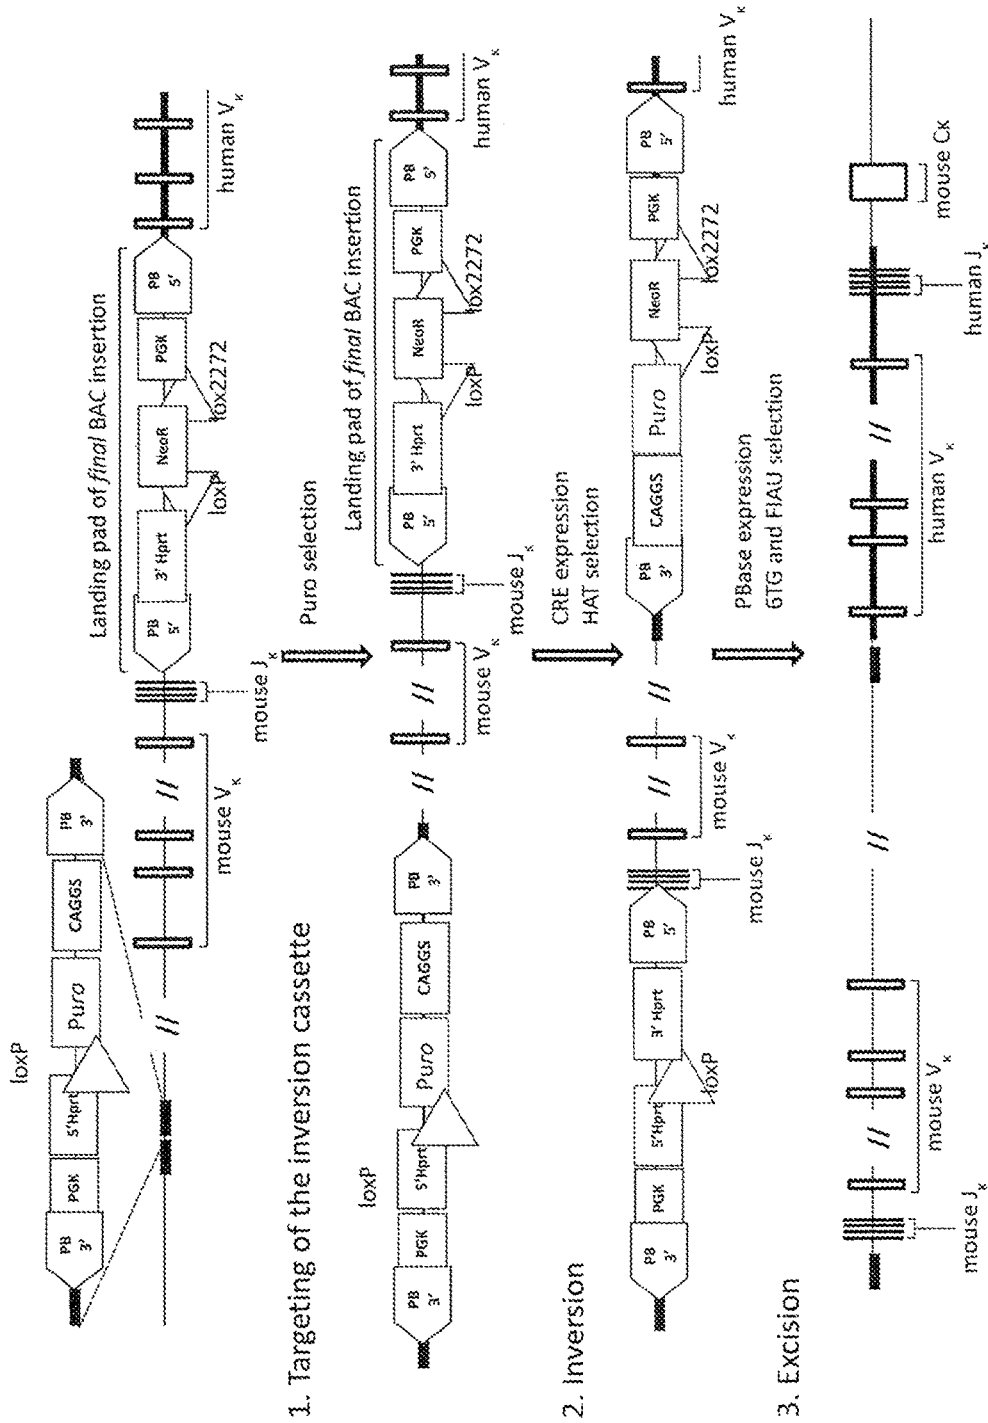 loxP
PB 3'
PGK
5'Hprt
Puro
CAGGS
PB 3'
Landing pad of final BAC insertion
PB 5'
3' Hprt
NeoR
PGK
PB 5'
loxP
lox2272
mouse Vκ
mouse Jκ
human Vκ
1. Targeting of the inversion cassette
Puro selection
loxP
Landing pad of final BAC insertion
PB 3'
PGK
5'Hprt
Puro
CAGGS
PB 3'
PB 5'
3' Hprt
NeoR
PGK
PB 5'
loxP
lox2272
mouse Vκ
mouse Jκ
human Vκ
2. Inversion
CRE expression
HAT selection
PB 3'
PGK
5'Hprt
3' Hprt
PB 5'
PB 3'
CAGGS
Puro
NeoR
PGK
PB 5'
loxP
loxP
lox2272
mouse Jκ
mouse Vκ
human Vκ
3. Excision
PBase expression
6TG and FIAU selection
mouse Jκ
mouse Vκ
human Vκ
human Jκ
mouse Cκ